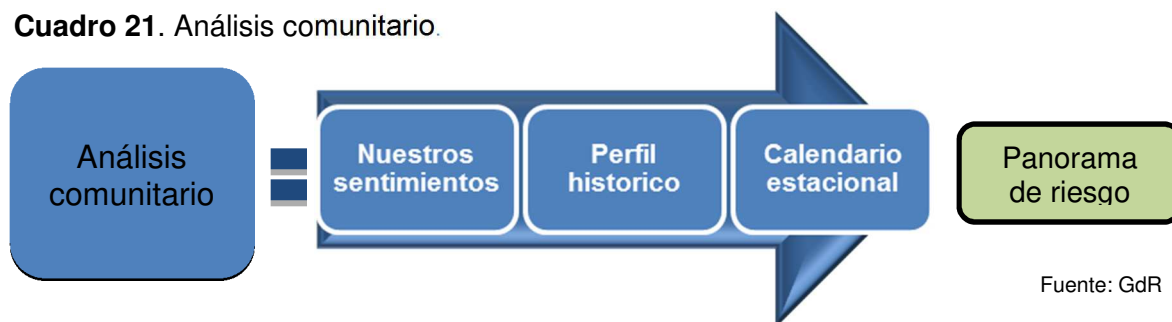 Cuadro 21. Análisis comunitario.
Análisis
comunitario
Nuestros
sentimientos
Perfil
historico
Calendario
estacional
Panorama
de riesgo
Fuente: GdR